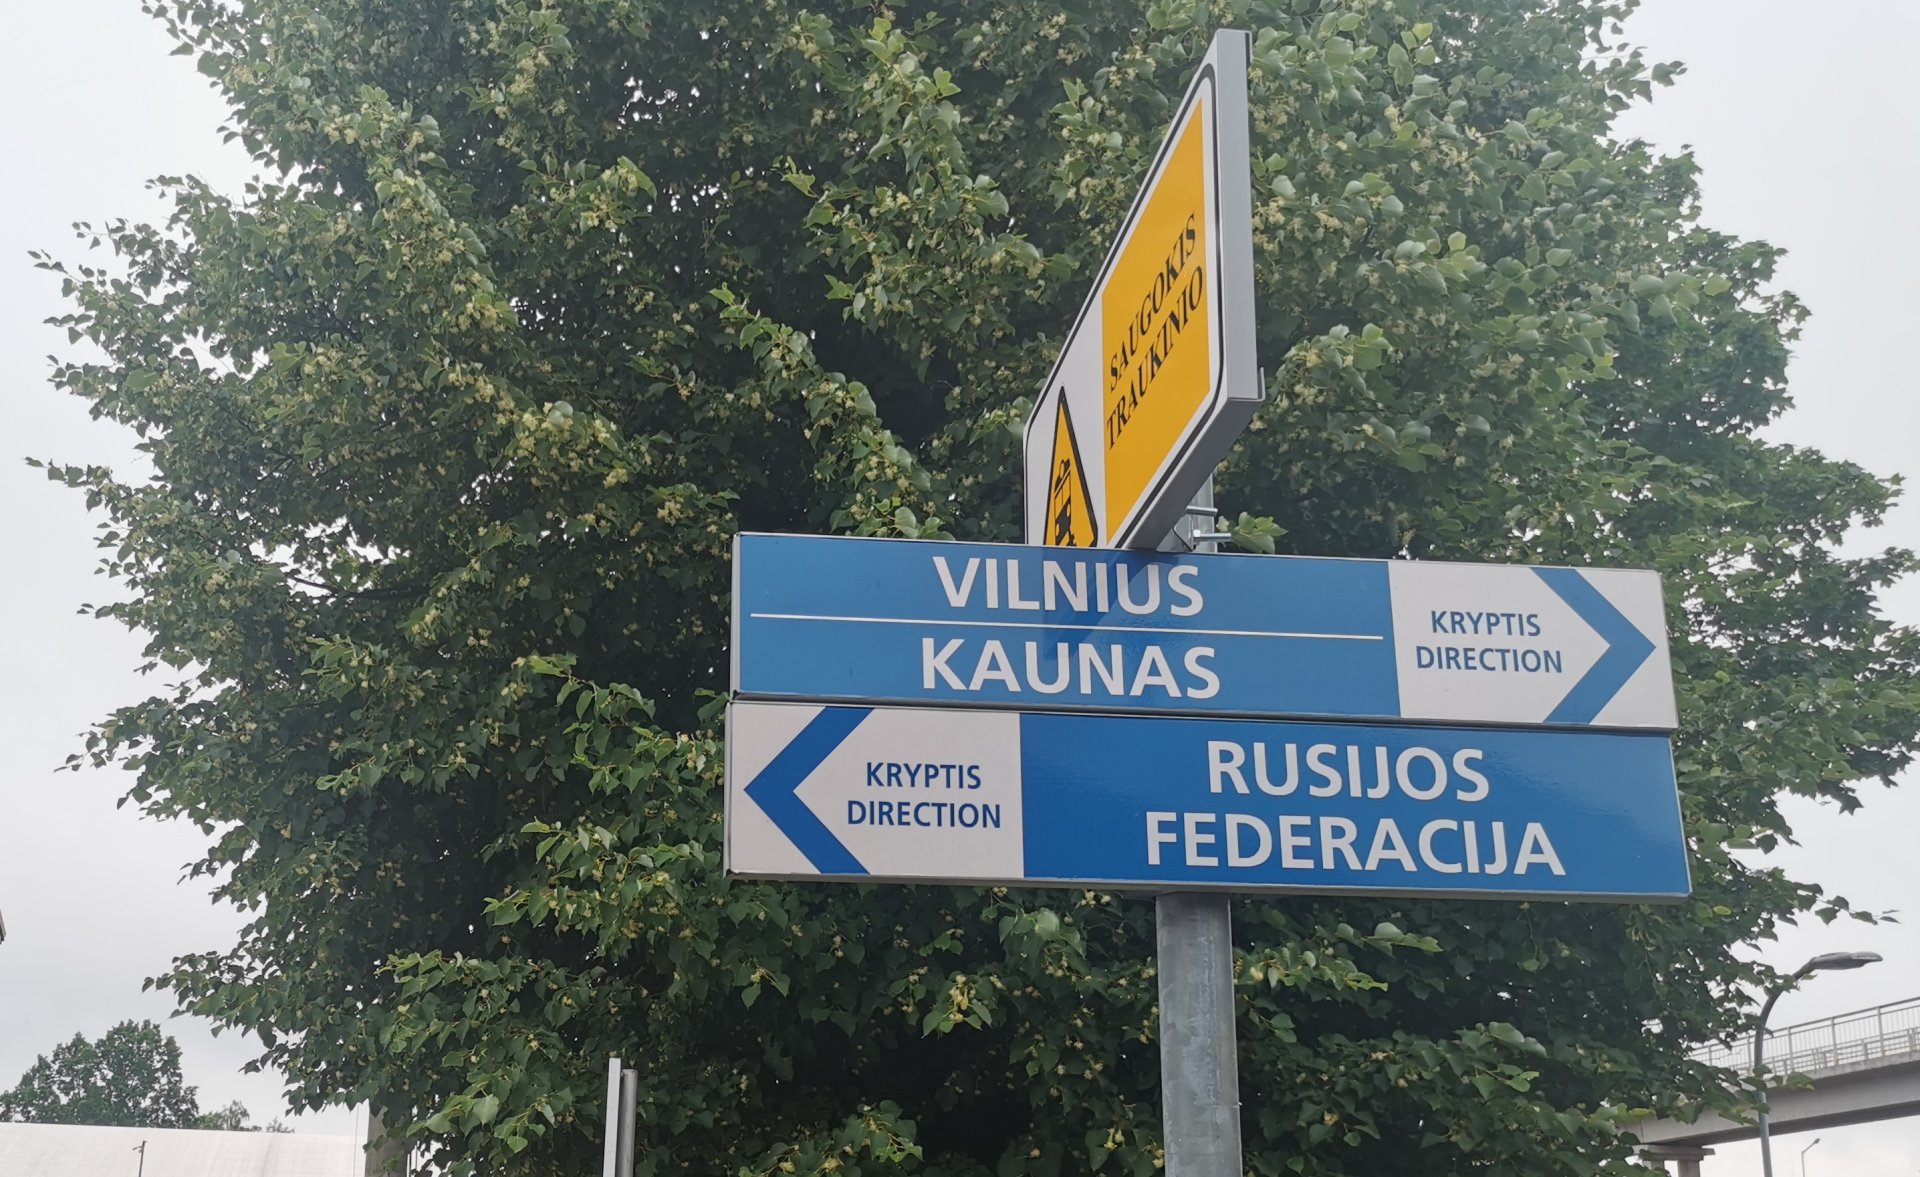 SAUGOKIS
TRAUKINIO
VILNIUS
KAUNAS
KRYPTIS
DIRECTION
KRYPTIS
DIRECTION
RUSIJOS
FEDERACIJA